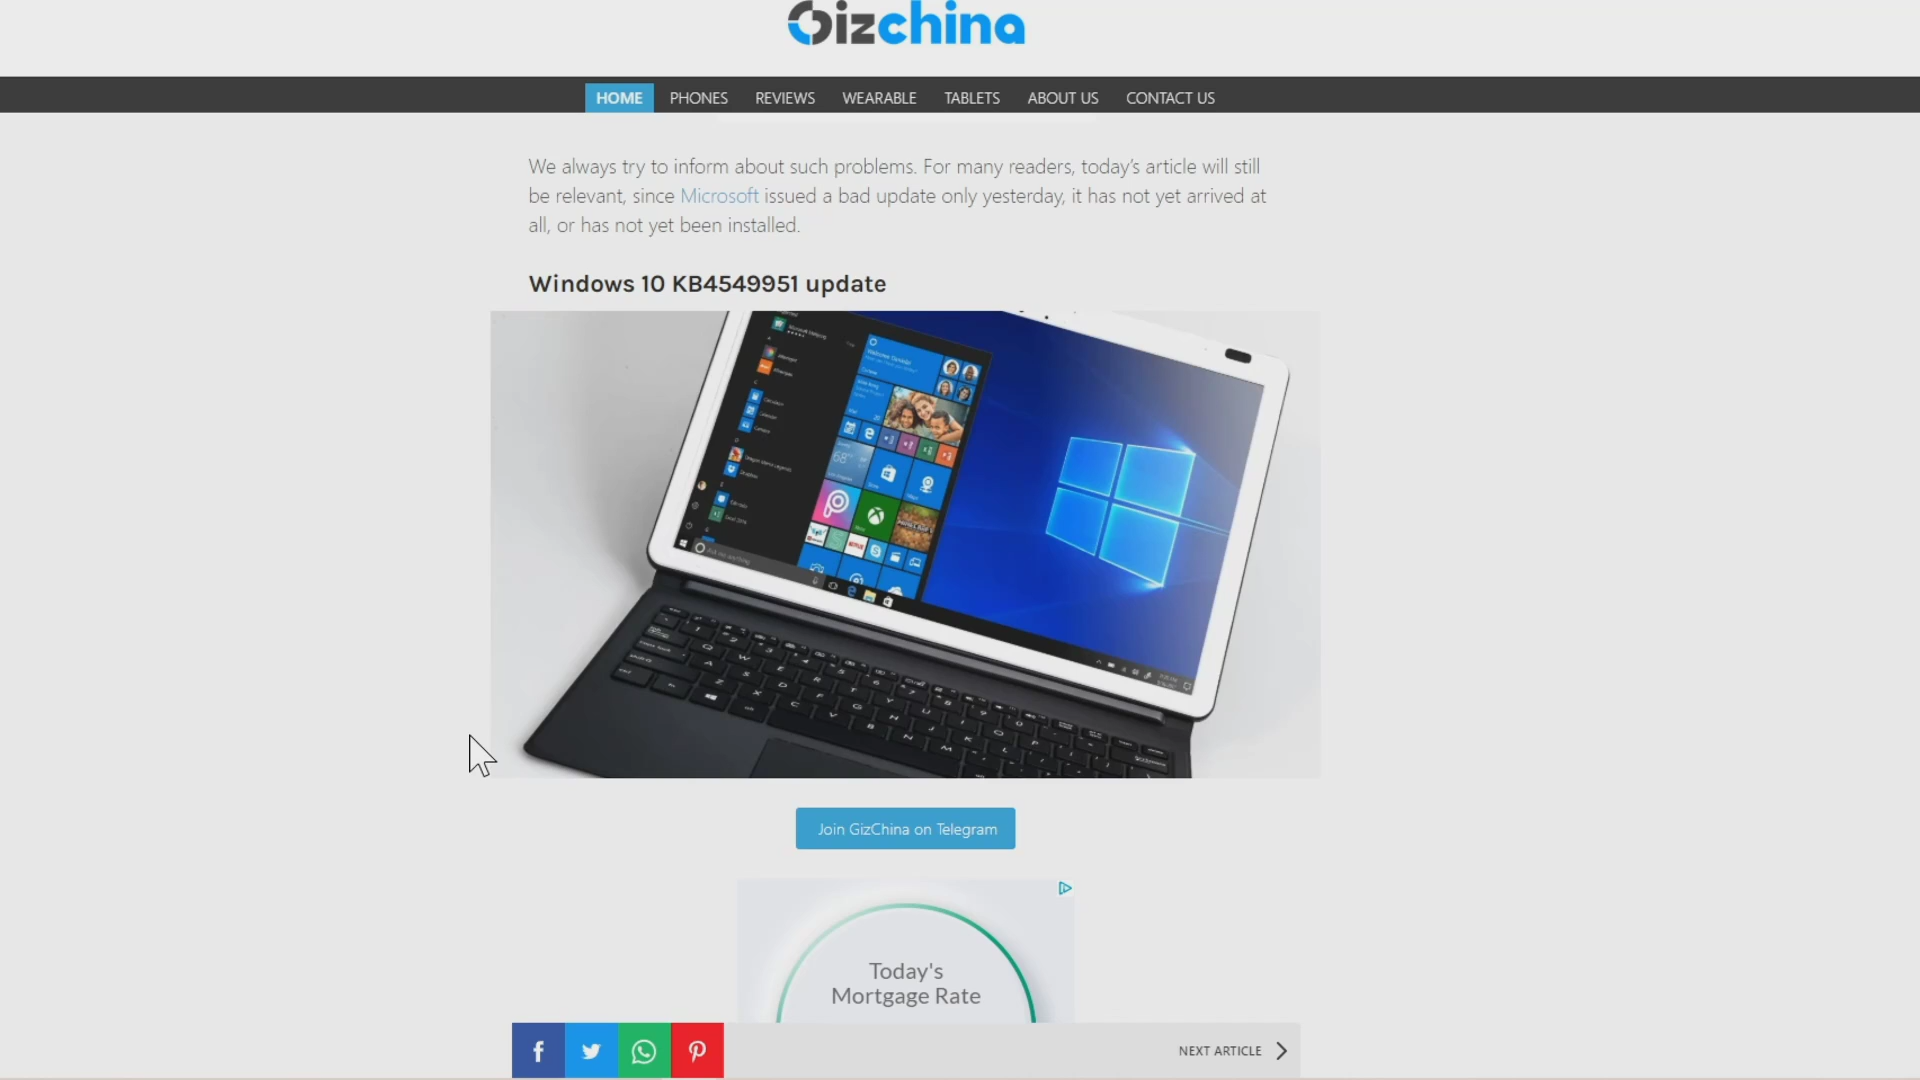 Gizchina
HOME PHONES REVIEWS WEARABLE TABLETS ABOUT US CONTACT US
We always try to inform about such problems. For many readers, today's article will still
be relevant, since Microsoft issued a bad update only yesterday, it has not yet arrived at
all, or has not yet been installed.
Windows 10 KB4549951 update
Join GizChina on Telegram
Today's
Mortgage Rate
NEXT ARTICLE